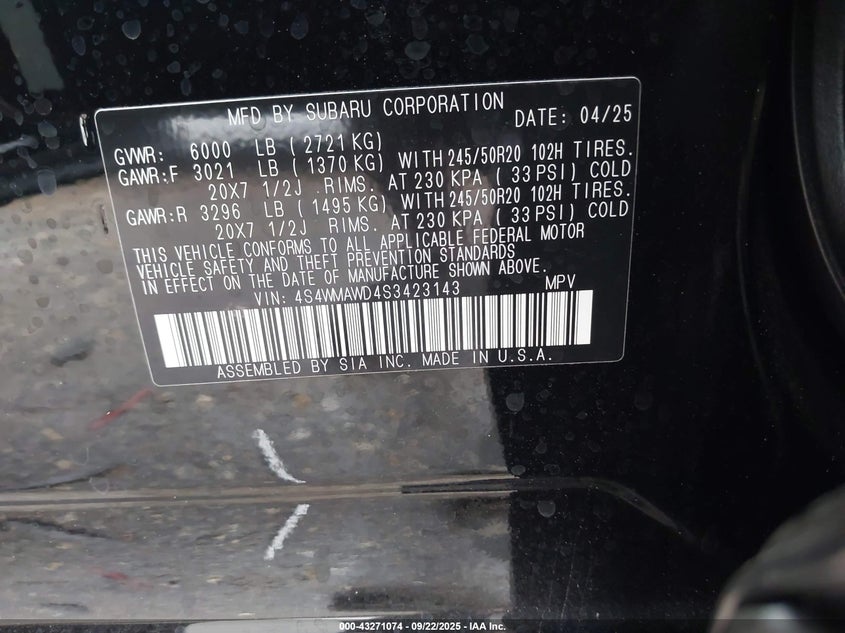 MFD BY SUBARU CORPORATION DATE: 04/25
GVWR: 6000 LB ( 2721 KG)
GAWR:F 3021 LB ( 1370 KG) WITH 245/50R20 102H TIRES.
20X7 1/2J RIMS. AT 230 KPA ( 33 PSI) COLD
GAWR:R 3296 LB ( 1495 KG) WITH 245/50R20 102H TIRES.
20X7 1/2J RIMS. AT 230 KPA ( 33 PSI) COLD
THIS VEHICLE CONFORMS TO ALL APPLICABLE FEDERAL MOTOR
VEHICLE SAFETY AND THEFT PREVENTION STANDARDS
IN EFFECT ON THE DATE OF MANUFACTURE SHOWN ABOVE.
VIN: 4S4WMAWD4S3423143 MPV
ASSEMBLED BY SIA INC. MADE IN U.S.A.
000-43271074 - 09/22/2025 - IAA Inc.